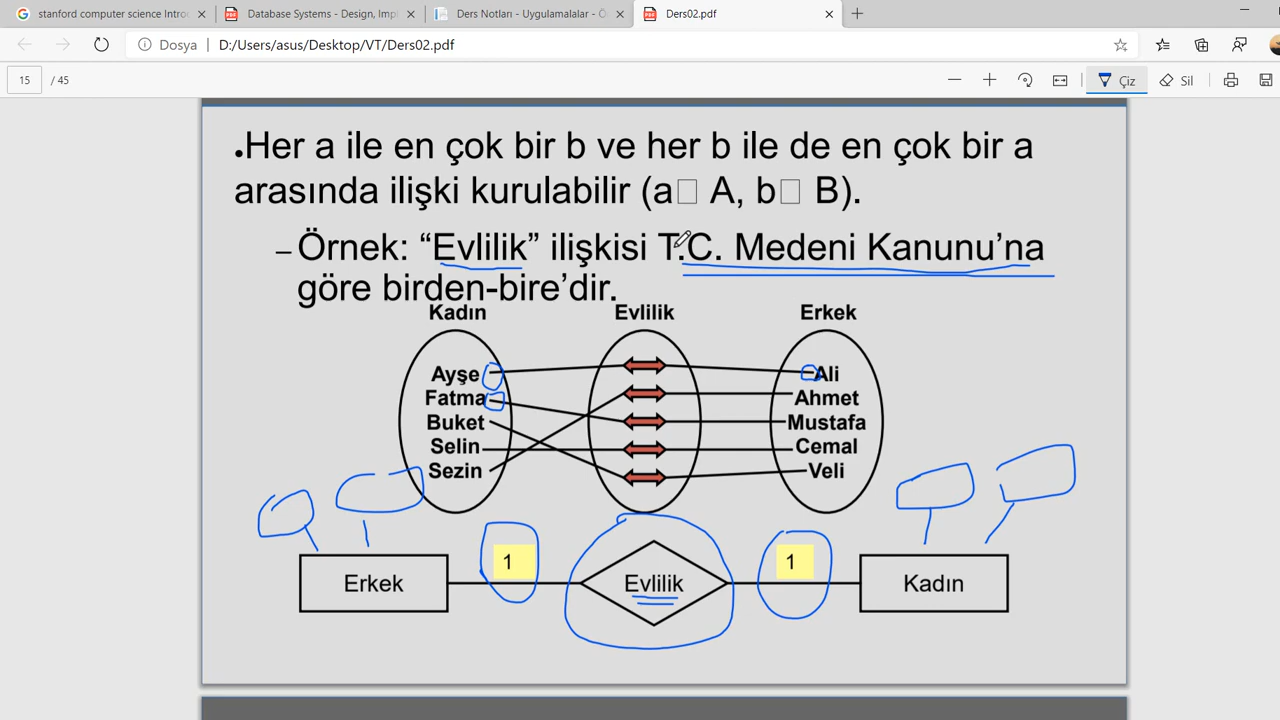 stanford computer science Introu
Database Systems - Design, Impl
Ders Notları - Uygulamalalar - Ö
Ders02.pdf
Dosya
D:/Users/asus/Desktop/VT/Ders02.pdf
15 / 45
Çiz
Sil
•Her a ile en çok bir b ve her b ile de en çok bir a
arasında ilişki kurulabilir (a□ A, b□ B).
– Örnek: “Evlilik” ilişkisi T.C. Medeni Kanunu’na
göre birden-bire’dir.
Kadın Evlilik Erkek
Ayşe Ali
Fatma Ahmet
Buket Mustafa
Selin Cemal
Sezin Veli
1 1
Erkek Evlilik Kadın